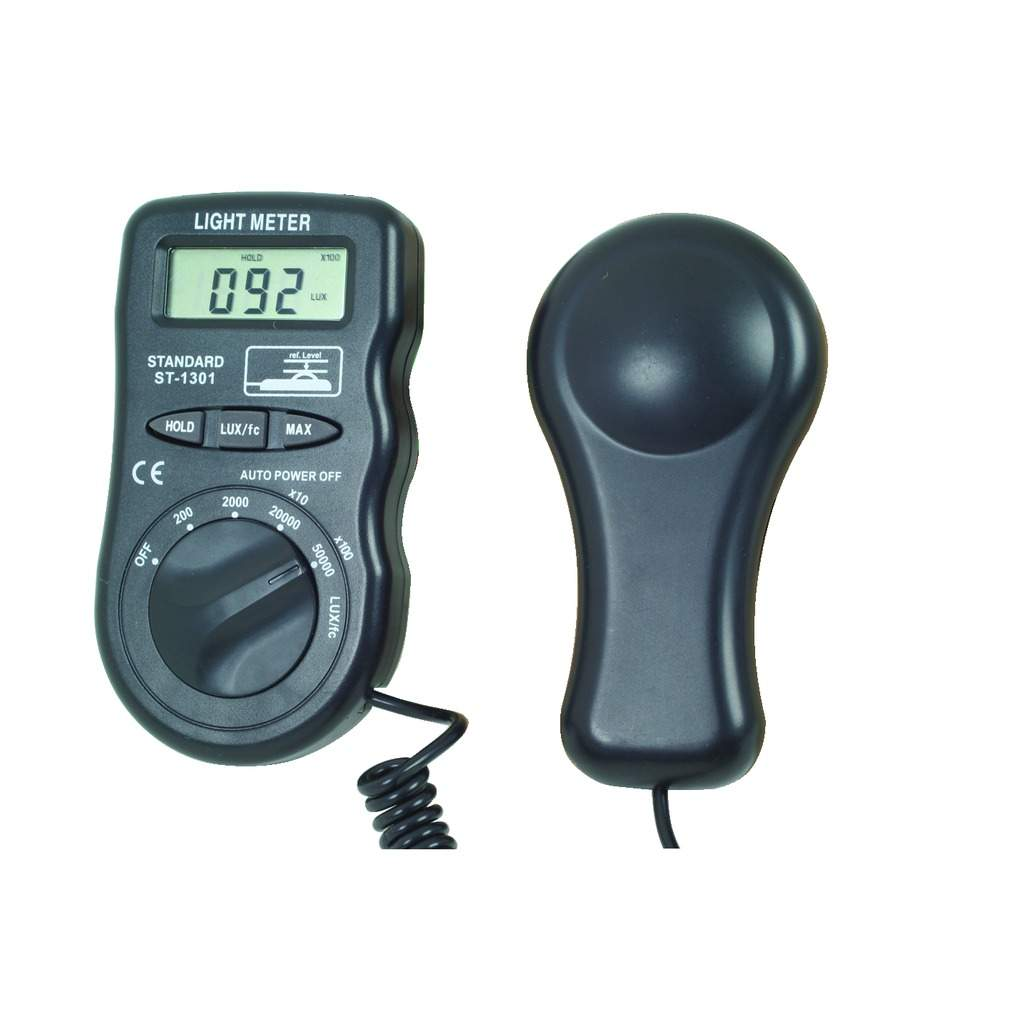 LIGHT METER
HOLD X100
092 LUX
STANDARD
ST-1301
ref. Level
HOLD LUX/fc MAX
CE
AUTO POWER OFF
OFF 200 2000 x10 20000 x100 50000 LUX/fc